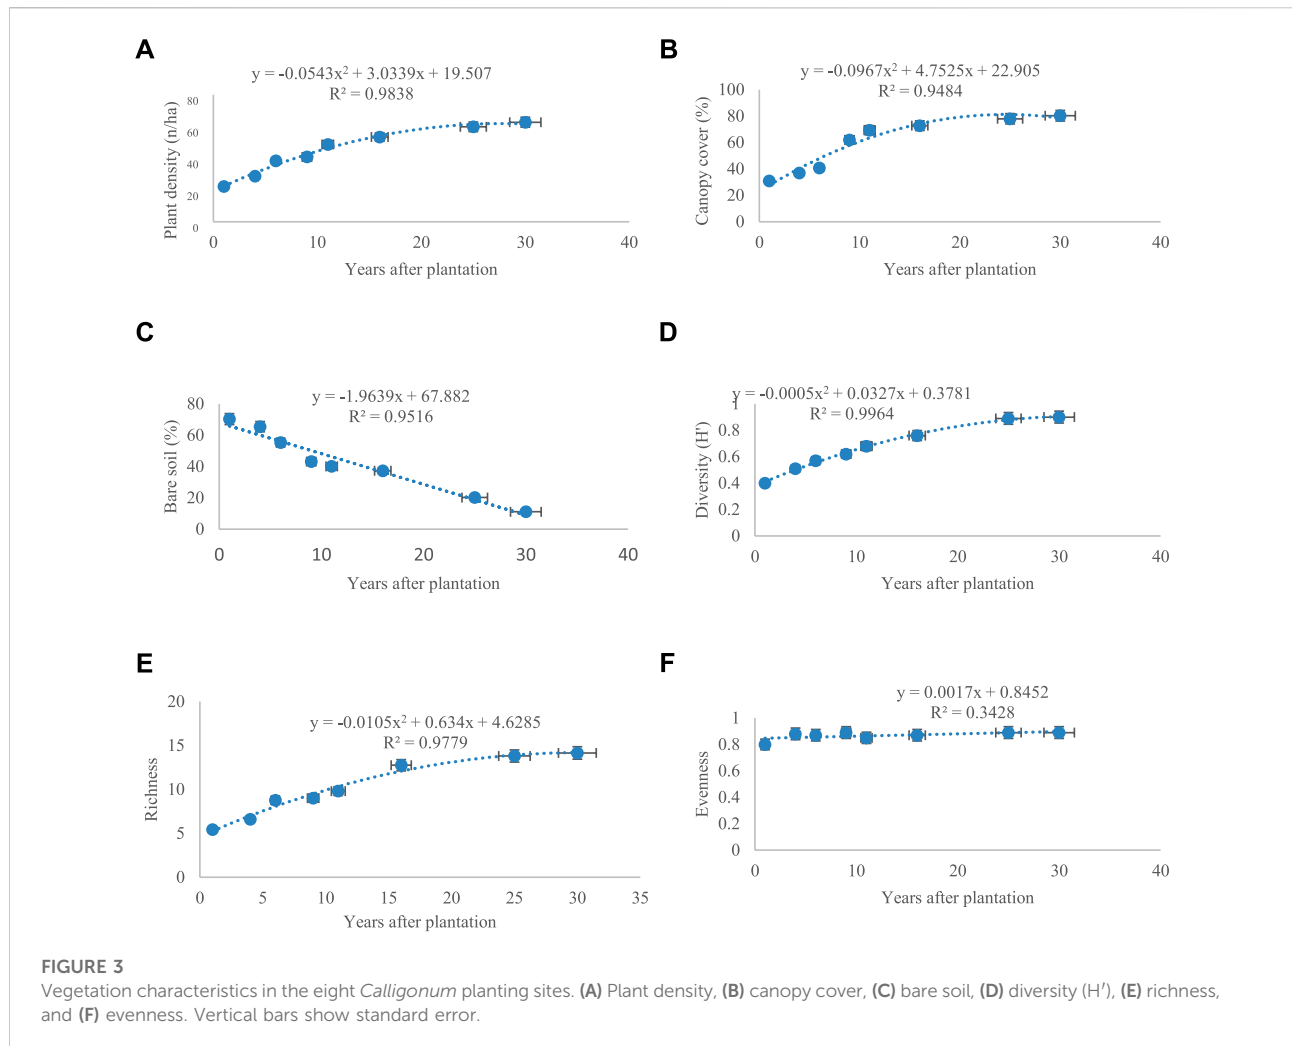 A
y = -0.0543x² + 3.0339x + 19.507
R² = 0.9838
80
60
40
20
0
Plant density (n/ha)
0 10 20 30 40
Years after plantation
B
y = -0.0967x² + 4.7525x + 22.905
R² = 0.9484
100
80
60
40
20
0
Canopy cover (%)
0 10 20 30 40
Years after plantation
C
y = -1.9639x + 67.882
R² = 0.9516
80
60
40
20
0
Bare soil (%)
0 10 20 30 40
Years after plantation
D
y = -0.0005x² + 0.0327x + 0.3781
R² = 0.9964
1
0.8
0.6
0.4
0.2
0
Diversity (H′)
0 10 20 30 40
Years after plantation
E
y = -0.0105x² + 0.634x + 4.6285
R² = 0.9779
20
15
10
5
0
Richness
0 5 10 15 20 25 30 35
Years after plantation
F
y = 0.0017x + 0.8452
R² = 0.3428
1
0.8
0.6
0.4
0.2
0
Evenness
0 10 20 30 40
Years after plantation
FIGURE 3
Vegetation characteristics in the eight Calligonum planting sites. (A) Plant density, (B) canopy cover, (C) bare soil, (D) diversity (H′), (E) richness,
and (F) evenness. Vertical bars show standard error.